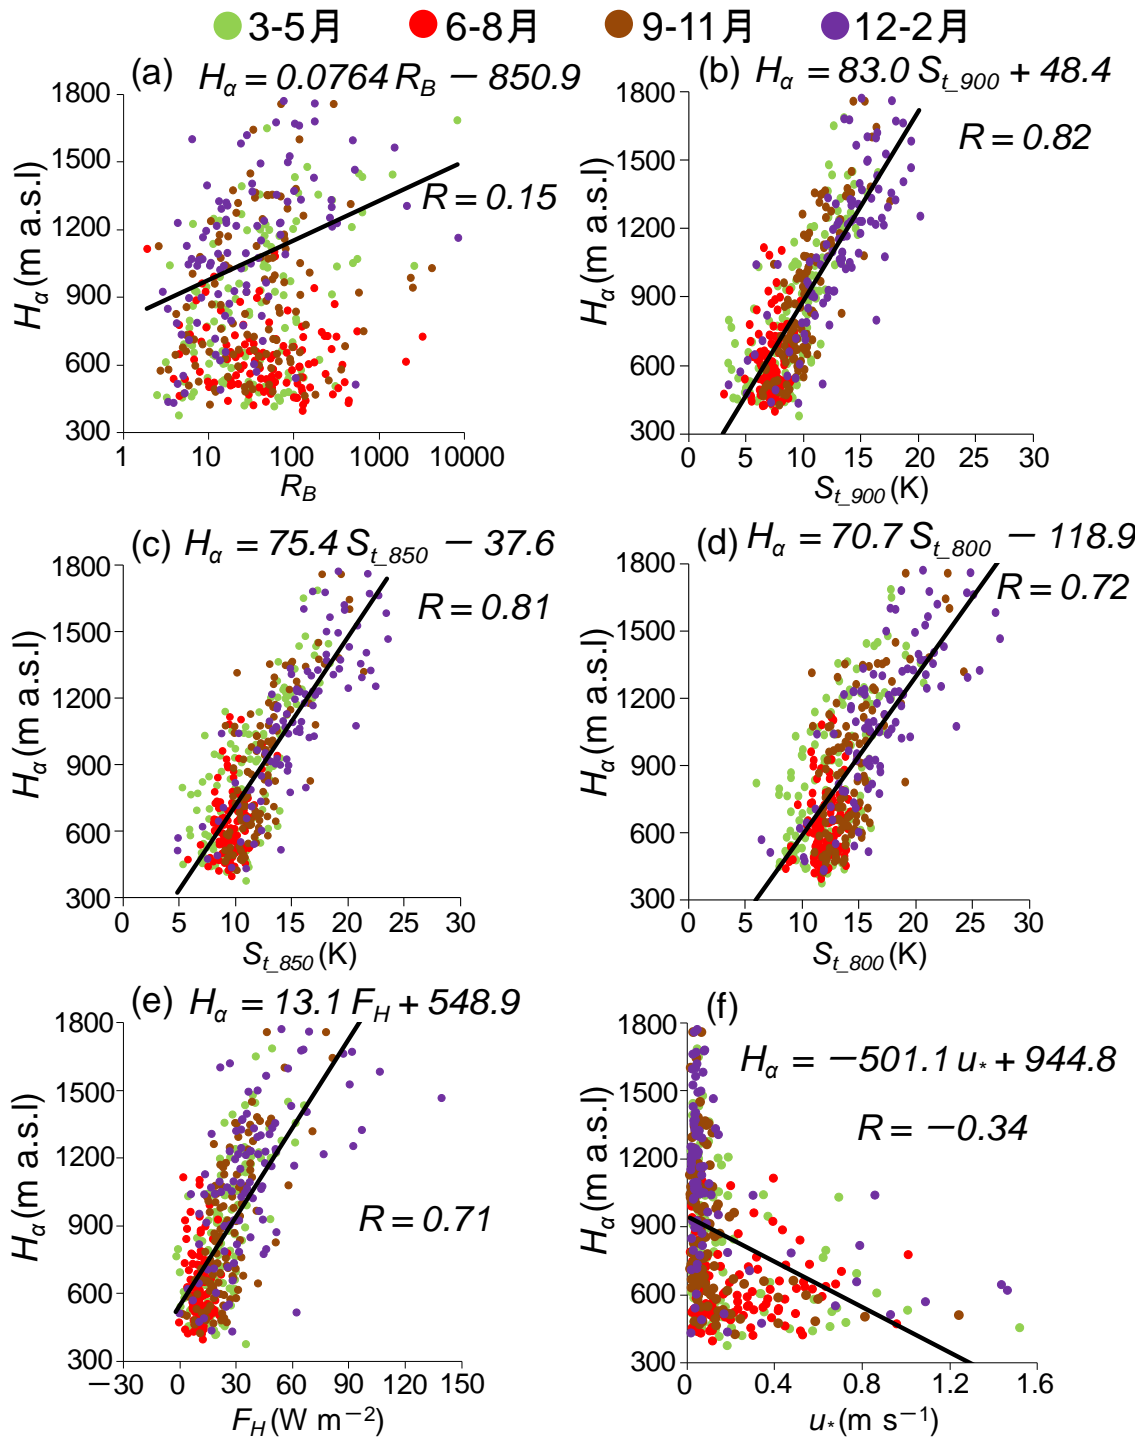 3-5月 6-8月 9-11月 12-2月
(a) Hα = 0.0764 RB − 850.9
R = 0.15
Hα (m a.s.l)
1800
1500
1200
900
600
300
1 10 100 1000 10000
RB
(b) Hα = 83.0 St_900 + 48.4
R = 0.82
Hα (m a.s.l)
1800
1500
1200
900
600
300
0 5 10 15 20 25 30
St_900 (K)
(c) Hα = 75.4 St_850 − 37.6
R = 0.81
Hα (m a.s.l)
1800
1500
1200
900
600
300
0 5 10 15 20 25 30
St_850 (K)
(d) Hα = 70.7 St_800 − 118.9
R = 0.72
Hα (m a.s.l)
1800
1500
1200
900
600
300
0 5 10 15 20 25 30
St_800 (K)
(e) Hα = 13.1 FH + 548.9
R = 0.71
Hα (m a.s.l)
1800
1500
1200
900
600
300
−30 0 30 60 90 120 150
FH (W m−2)
(f)
Hα = −501.1 u* + 944.8
R = −0.34
Hα (m a.s.l)
1800
1500
1200
900
600
300
0 0.4 0.8 1.2 1.6
u* (m s−1)